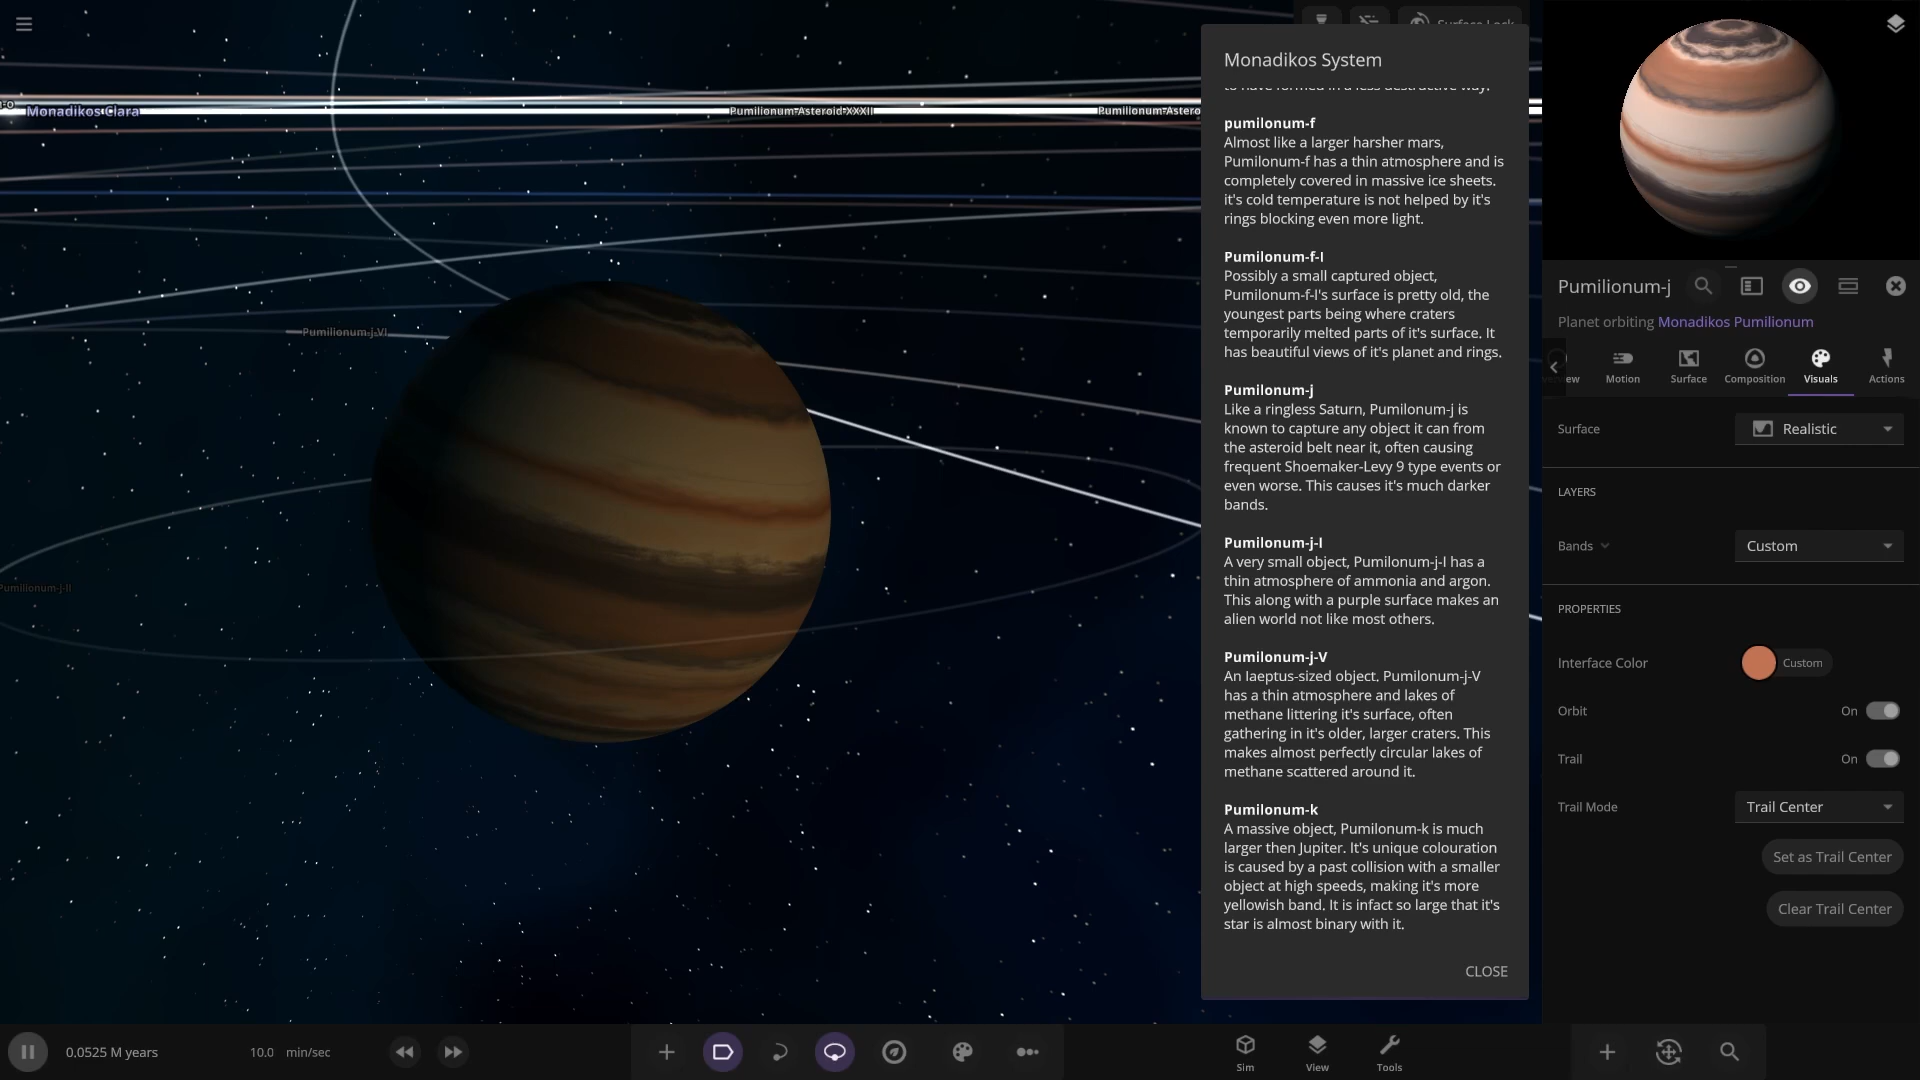 Surface Lock
Monadikos System
to have formed in a less destructive way.
pumilonum-f
Almost like a larger harsher mars,
Pumilonum-f has a thin atmosphere and is
completely covered in massive ice sheets.
it's cold temperature is not helped by it's
rings blocking even more light.
Pumilonum-f-I
Possibly a small captured object,
Pumilonum-f-I's surface is pretty old, the
youngest parts being where craters
temporarily melted parts of it's surface. It
has beautiful views of it's planet and rings.
Pumilonum-j
Like a ringless Saturn, Pumilonum-j is
known to capture any object it can from
the asteroid belt near it, often causing
frequent Shoemaker-Levy 9 type events or
even worse. This causes it's much darker
bands.
Pumilonum-j-I
A very small object, Pumilonum-j-I has a
thin atmosphere of ammonia and argon.
This along with a purple surface makes an
alien world not like most others.
Pumilonum-j-V
An Iaeptus-sized object. Pumilonum-j-V
has a thin atmosphere and lakes of
methane littering it's surface, often
gathering in it's older, larger craters. This
makes almost perfectly circular lakes of
methane scattered around it.
Pumilonum-k
A massive object, Pumilonum-k is much
larger then Jupiter. It's unique colouration
is caused by a past collision with a smaller
object at high speeds, making it's more
yellowish band. It is infact so large that it's
star is almost binary with it.
CLOSE
Monadikos Clara
Pumilionum-Asteroid-XXXII
Pumilionum-Astero
Pumilionum-j-VI
Pumilionum-j-II
Pumilionum-j
Planet orbiting Monadikos Pumilionum
Motion
Surface
Composition
Visuals
Actions
Surface
Realistic
LAYERS
Bands
Custom
PROPERTIES
Interface Color
Custom
Orbit
On
Trail
On
Trail Mode
Trail Center
Set as Trail Center
Clear Trail Center
0.0525 M years
10.0 min/sec
Sim
View
Tools